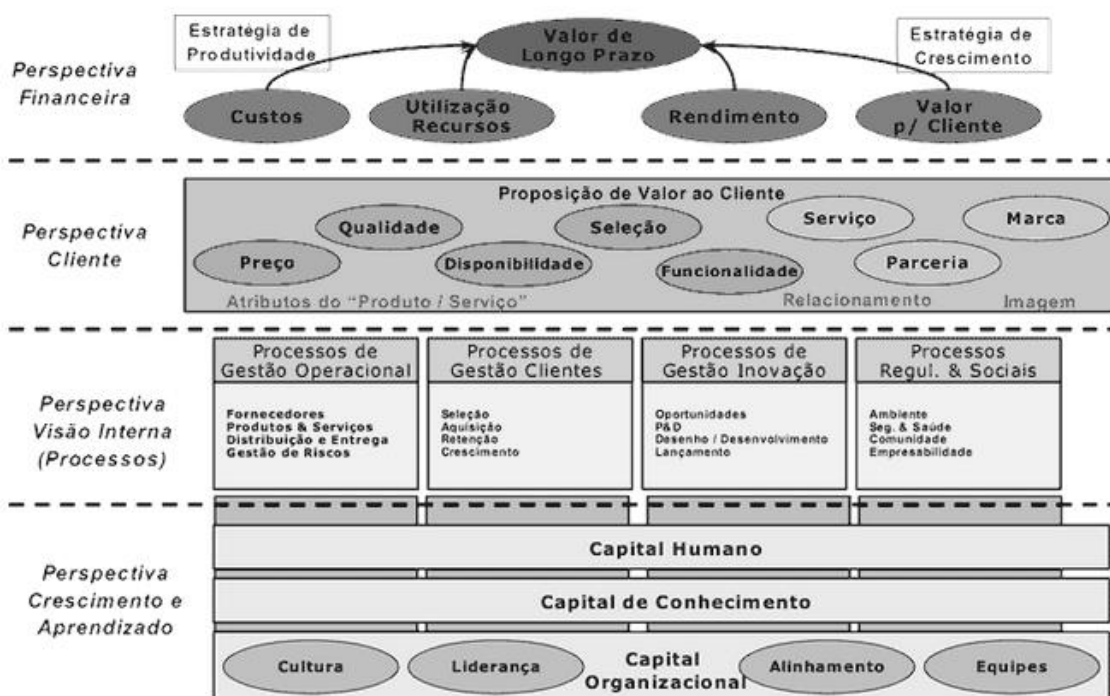 Estratégia de
Produtividade
Valor de
Longo Prazo
Estratégia de
Crescimento
Perspectiva
Financeira
Custos
Utilização
Recursos
Rendimento
Valor
p/ Cliente
Proposição de Valor ao Cliente
Perspectiva
Cliente
Qualidade
Seleção
Serviço
Marca
Preço
Disponibilidade
Funcionalidade
Parceria
Atributos do “Produto / Serviço”
Relacionamento
Imagem
Perspectiva
Visão Interna
(Processos)
Processos de
Gestão Operacional
Fornecedores
Produtos & Serviços
Distribuição e Entrega
Gestão de Riscos
Processos de
Gestão Clientes
Seleção
Aquisição
Retenção
Crescimento
Processos de
Gestão Inovação
Oportunidades
P&D
Desenho / Desenvolvimento
Lançamento
Processos
Regul. & Sociais
Ambiente
Seg. & Saúde
Comunidade
Empresabilidade
Perspectiva
Crescimento e
Aprendizado
Capital Humano
Capital de Conhecimento
Cultura
Liderança
Capital
Organizacional
Alinhamento
Equipes